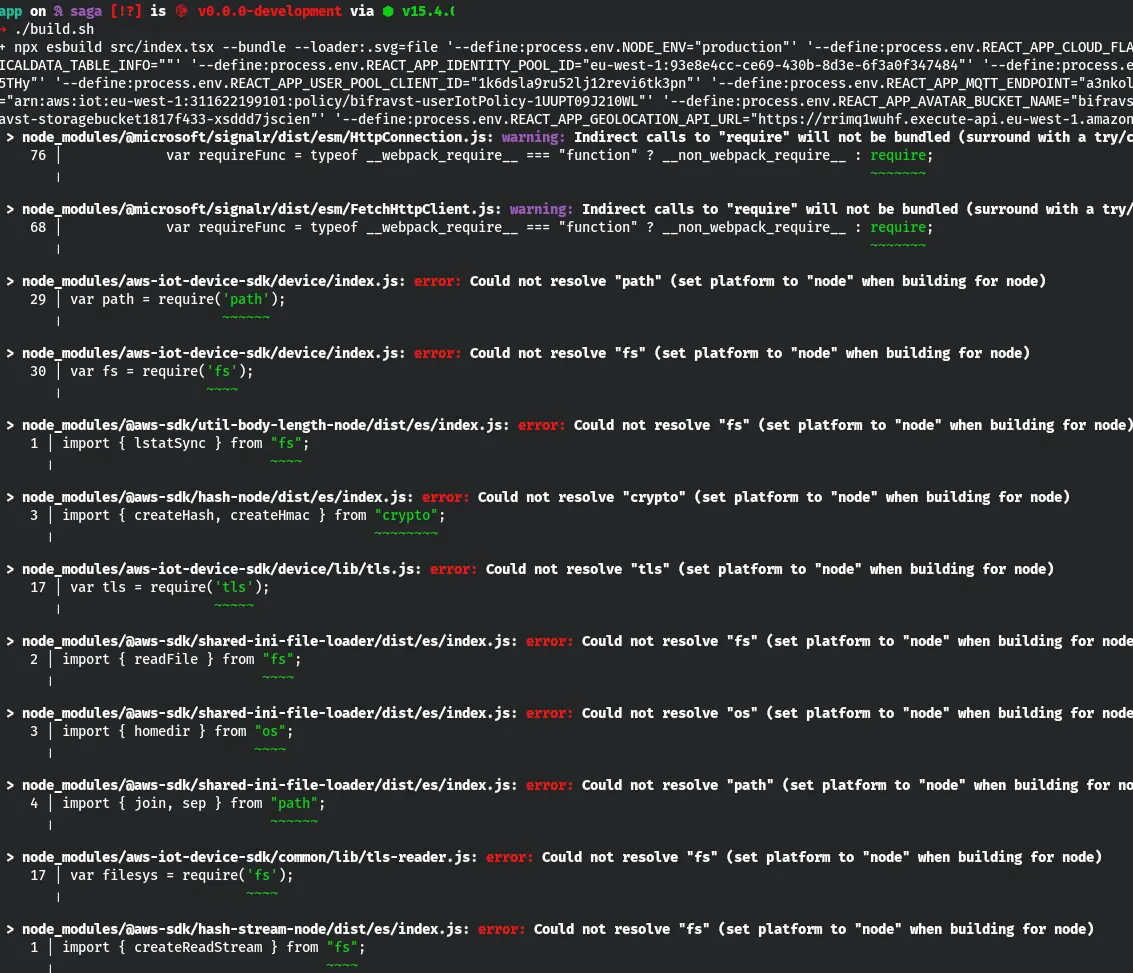 app on saga [!?] is v0.0.0-development via v15.4.0
→ ./build.sh
+ npx esbuild src/index.tsx --bundle --loader:.svg=file '--define:process.env.NODE_ENV="production"' '--define:process.env.REACT_APP_CLOUD_FLA
ICALDATA_TABLE_INFO=""' '--define:process.env.REACT_APP_IDENTITY_POOL_ID="eu-west-1:93e8e4cc-ce69-430b-8d3e-6f3a0f347484"' '--define:process.e
5THy"' '--define:process.env.REACT_APP_USER_POOL_CLIENT_ID="1k6dsla9ru52lj12revi6tk3pn"' '--define:process.env.REACT_APP_MQTT_ENDPOINT="a3nkol
="arn:aws:iot:eu-west-1:311622199101:policy/bifravst-userIotPolicy-1UUPT09J210WL"' '--define:process.env.REACT_APP_AVATAR_BUCKET_NAME="bifravs
avst-storagebucket1817f433-xsddd7jscien"' '--define:process.env.REACT_APP_GEOLOCATION_API_URL="https://rrimq1wuhf.execute-api.eu-west-1.amazon
> node_modules/@microsoft/signalr/dist/esm/HttpConnection.js: warning: Indirect calls to "require" will not be bundled (surround with a try/c
76 │ var requireFunc = typeof __webpack_require__ === "function" ? __non_webpack_require__ : require;
╵ ~~~~~~~
> node_modules/@microsoft/signalr/dist/esm/FetchHttpClient.js: warning: Indirect calls to "require" will not be bundled (surround with a try/
68 │ var requireFunc = typeof __webpack_require__ === "function" ? __non_webpack_require__ : require;
╵ ~~~~~~~
> node_modules/aws-iot-device-sdk/device/index.js: error: Could not resolve "path" (set platform to "node" when building for node)
29 │ var path = require('path');
╵ ~~~~~~
> node_modules/aws-iot-device-sdk/device/index.js: error: Could not resolve "fs" (set platform to "node" when building for node)
30 │ var fs = require('fs');
╵ ~~~~
> node_modules/@aws-sdk/util-body-length-node/dist/es/index.js: error: Could not resolve "fs" (set platform to "node" when building for node)
1 │ import { lstatSync } from "fs";
╵ ~~~~
> node_modules/@aws-sdk/hash-node/dist/es/index.js: error: Could not resolve "crypto" (set platform to "node" when building for node)
3 │ import { createHash, createHmac } from "crypto";
╵ ~~~~~~~~
> node_modules/aws-iot-device-sdk/device/lib/tls.js: error: Could not resolve "tls" (set platform to "node" when building for node)
17 │ var tls = require('tls');
╵ ~~~~~
> node_modules/@aws-sdk/shared-ini-file-loader/dist/es/index.js: error: Could not resolve "fs" (set platform to "node" when building for node
2 │ import { readFile } from "fs";
╵ ~~~~
> node_modules/@aws-sdk/shared-ini-file-loader/dist/es/index.js: error: Could not resolve "os" (set platform to "node" when building for node
3 │ import { homedir } from "os";
╵ ~~~~
> node_modules/@aws-sdk/shared-ini-file-loader/dist/es/index.js: error: Could not resolve "path" (set platform to "node" when building for no
4 │ import { join, sep } from "path";
╵ ~~~~~~
> node_modules/aws-iot-device-sdk/common/lib/tls-reader.js: error: Could not resolve "fs" (set platform to "node" when building for node)
17 │ var filesys = require('fs');
╵ ~~~~
> node_modules/@aws-sdk/hash-stream-node/dist/es/index.js: error: Could not resolve "fs" (set platform to "node" when building for node)
1 │ import { createReadStream } from "fs";
╵ ~~~~